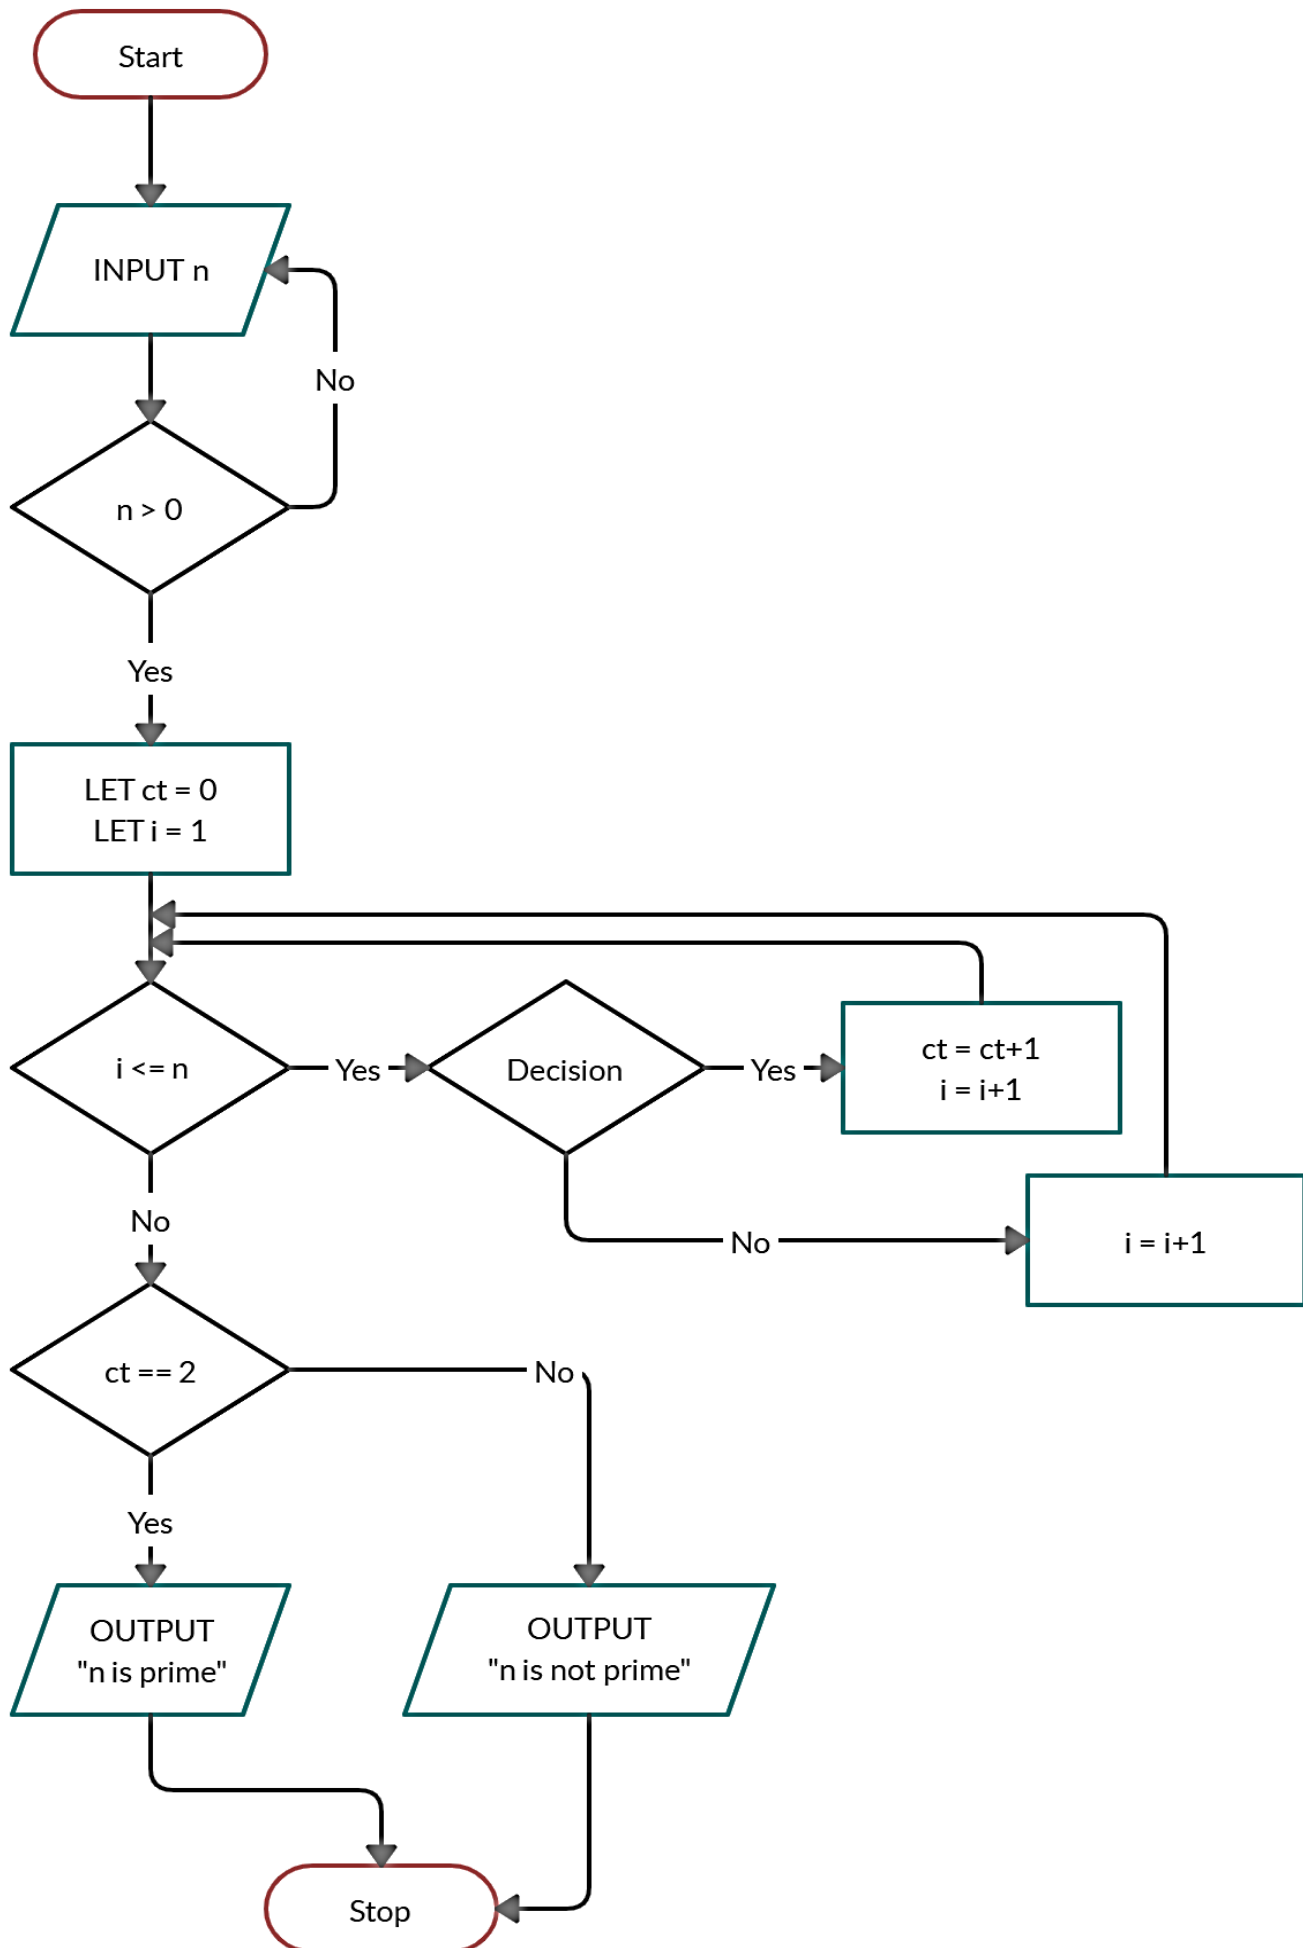 Start
INPUT n
No
n > 0
Yes
LET ct = 0
LET i = 1
i <= n
Yes
Decision
Yes
ct = ct+1
i = i+1
No
No
i = i+1
ct == 2
No
Yes
OUTPUT
"n is prime"
OUTPUT
"n is not prime"
Stop